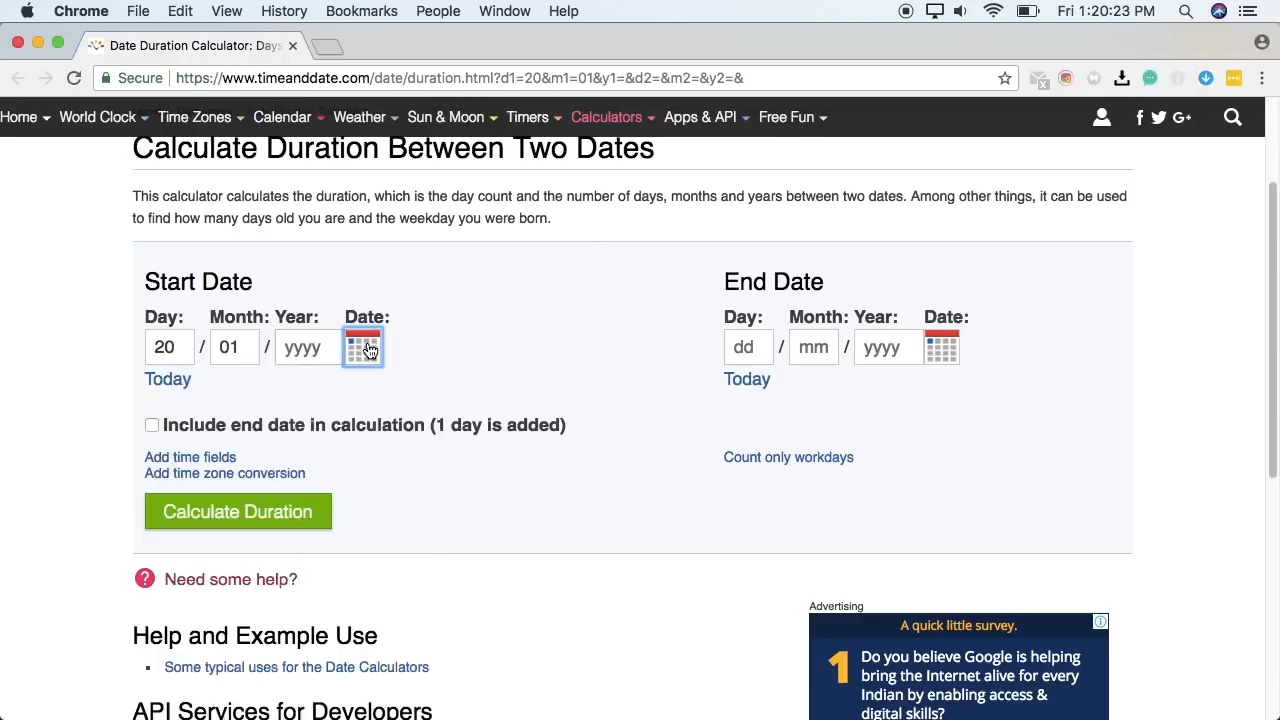 Chrome File Edit View History Bookmarks People Window Help Fri 1:20:23 PM
Date Duration Calculator: Days
Secure https://www.timeanddate.com/date/duration.html?d1=20&m1=01&y1=&d2=&m2=&y2=&
Home World Clock Time Zones Calendar Weather Sun & Moon Timers Calculators Apps & API Free Fun
Calculate Duration Between Two Dates
This calculator calculates the duration, which is the day count and the number of days, months and years between two dates. Among other things, it can be used
to find how many days old you are and the weekday you were born.
Start Date End Date
Day: Month: Year: Date: Day: Month: Year: Date:
20 / 01 / yyyy dd / mm / yyyy
Today Today
Include end date in calculation (1 day is added)
Add time fields Count only workdays
Add time zone conversion
Calculate Duration
? Need some help?
Advertising
A quick little survey.
Help and Example Use
1 Do you believe Google is helping
Some typical uses for the Date Calculators
bring the Internet alive for every
Indian by enabling access &
API Services for Developers
digital skills?